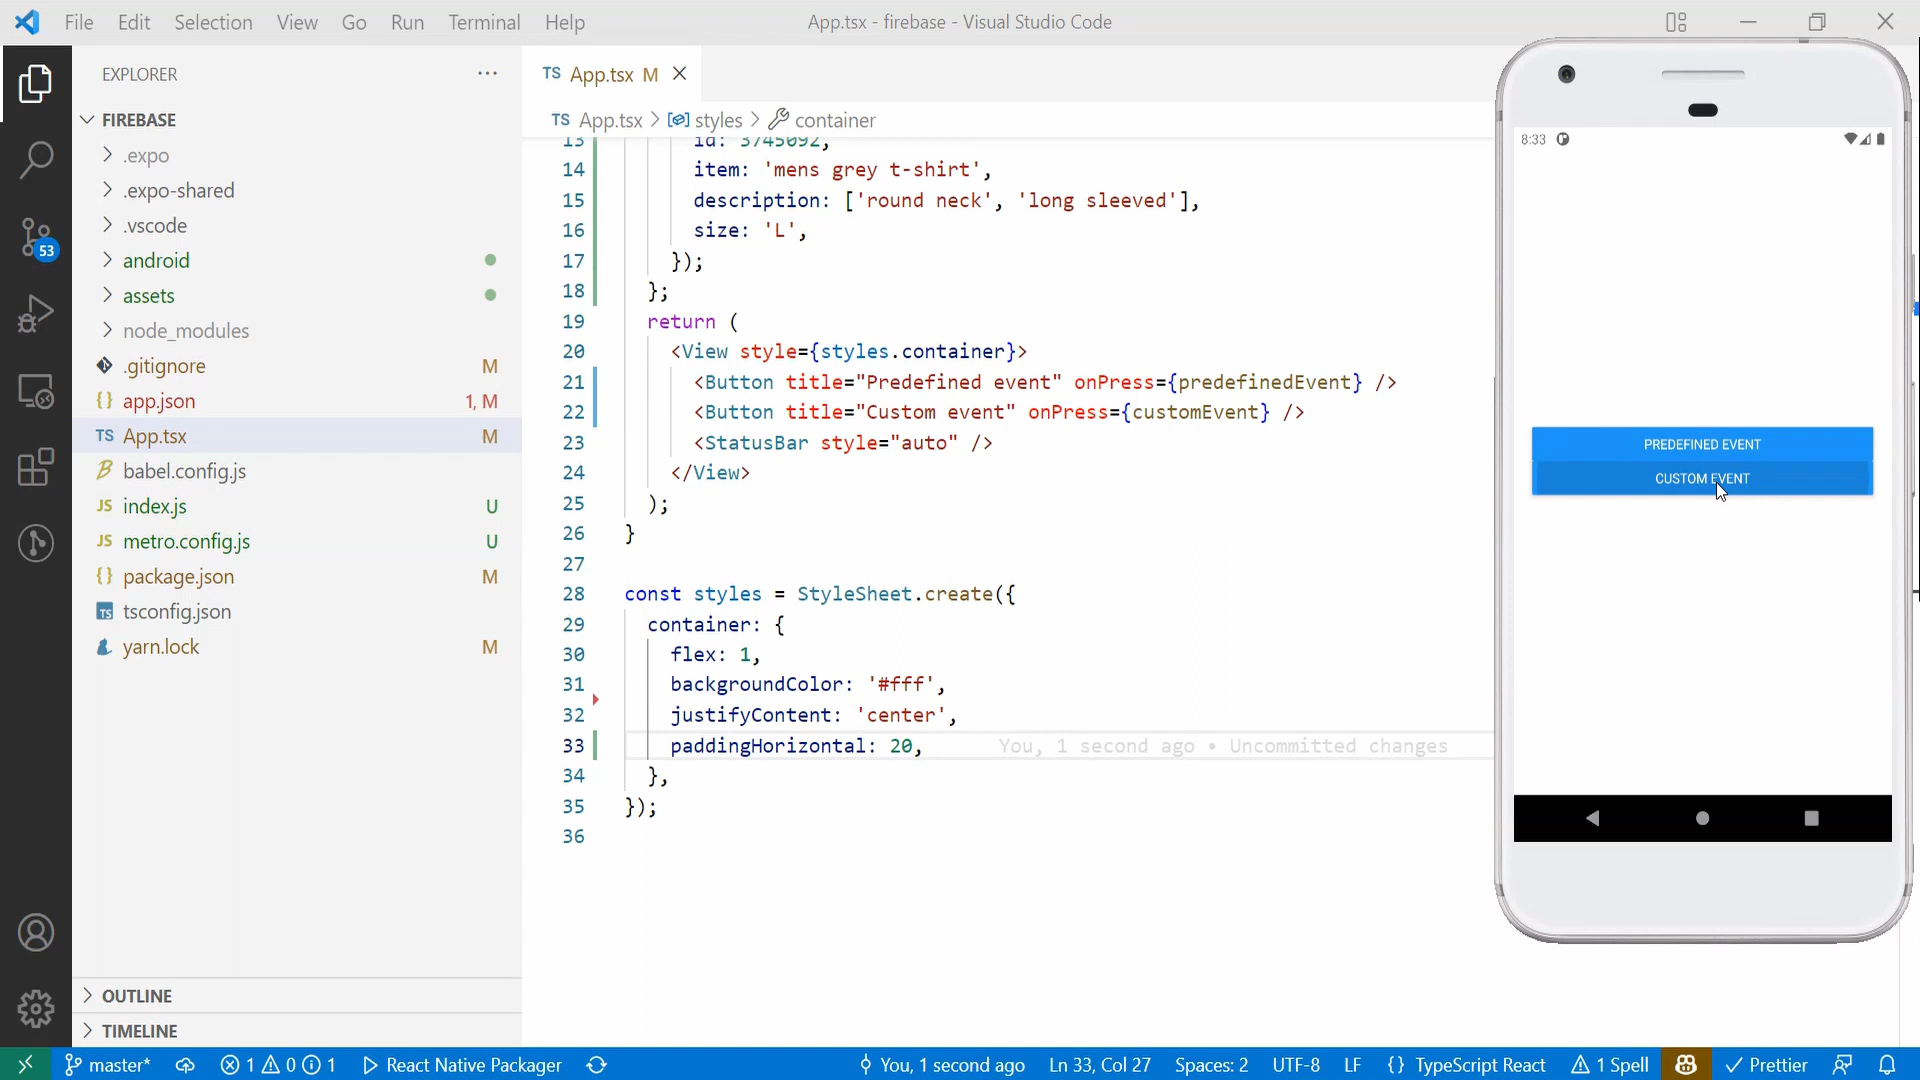 File Edit Selection View Go Run Terminal Help
App.tsx - firebase - Visual Studio Code
EXPLORER
FIREBASE
.expo
.expo-shared
.vscode
android
assets
node_modules
.gitignore M
{} app.json 1, M
TS App.tsx M
babel.config.js
JS index.js U
JS metro.config.js U
{} package.json M
TS tsconfig.json
yarn.lock M
OUTLINE
TIMELINE
TS App.tsx M
TS App.tsx > styles > container
13 id: 3745092,
14 item: 'mens grey t-shirt',
15 description: ['round neck', 'long sleeved'],
16 size: 'L',
17 });
18 };
19 return (
20 <View style={styles.container}>
21 <Button title="Predefined event" onPress={predefinedEvent} />
22 <Button title="Custom event" onPress={customEvent} />
23 <StatusBar style="auto" />
24 </View>
25 );
26 }
27
28 const styles = StyleSheet.create({
29 container: {
30 flex: 1,
31 backgroundColor: '#fff',
32 justifyContent: 'center',
33 paddingHorizontal: 20, You, 1 second ago • Uncommitted changes
34 },
35 });
36
8:33
PREDEFINED EVENT
CUSTOM EVENT
53
master* 1 0 1 React Native Packager You, 1 second ago Ln 33, Col 27 Spaces: 2 UTF-8 LF {} TypeScript React 1 Spell Prettier